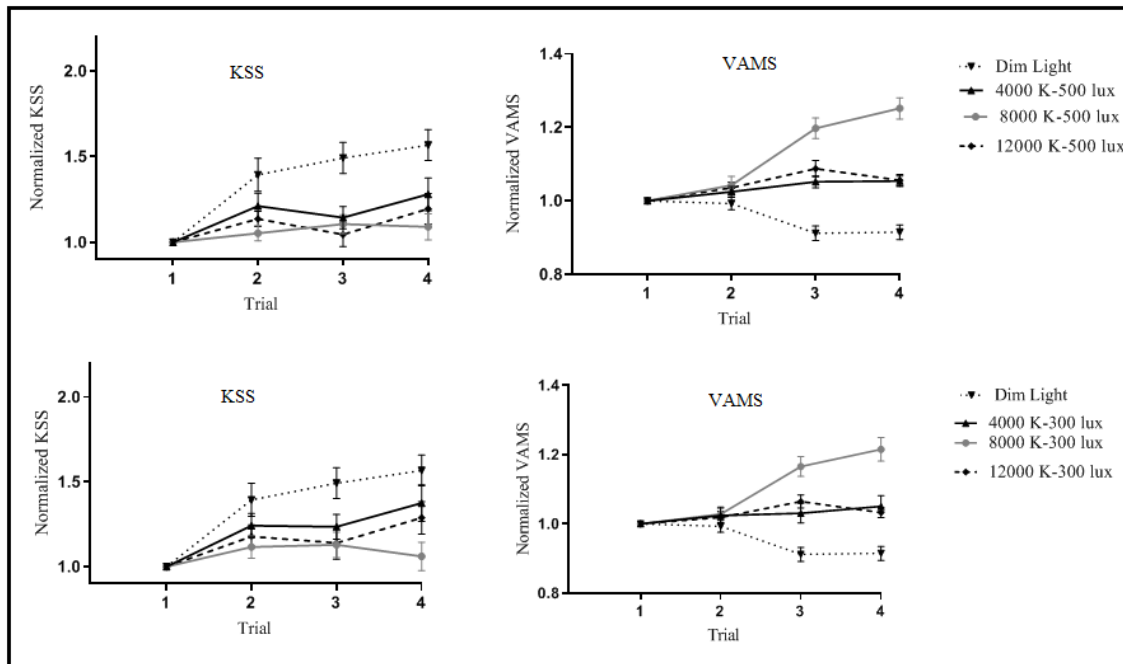 KSS
Normalized KSS
2.0
1.5
1.0
1 2 3 4
Trial
VAMS
Normalized VAMS
1.4
1.2
1.0
0.8
1 2 3 4
Trial
Dim Light
4000 K-500 lux
8000 K-500 lux
12000 K-500 lux
KSS
Normalized KSS
2.0
1.5
1.0
1 2 3 4
Trial
VAMS
Normalized VAMS
1.4
1.2
1.0
0.8
1 2 3 4
Trial
Dim Light
4000 K-300 lux
8000 K-300 lux
12000 K-300 lux